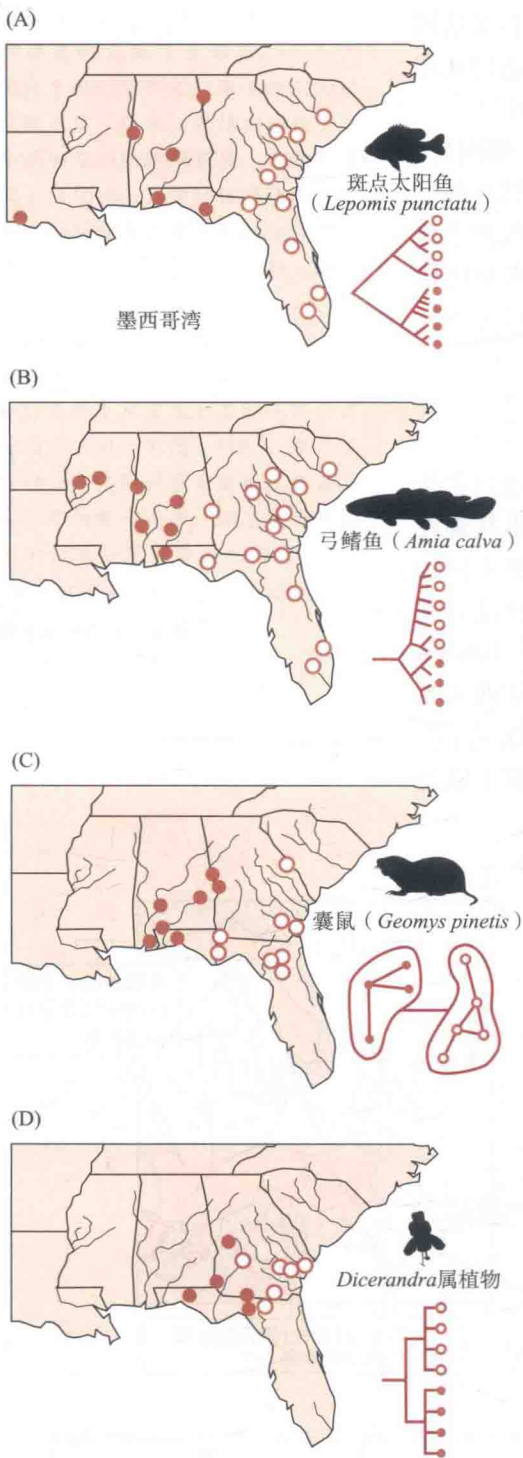 (A)
斑点太阳鱼
(Lepomis punctatu)
墨西哥湾
(B)
弓鳍鱼(Amia calva)
(C)
囊鼠(Geomys pinetis)
(D)
Dicerandra属植物